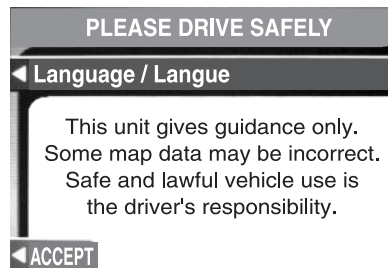 PLEASE DRIVE SAFELY
Language / Langue
This unit gives guidance only.
Some map data may be incorrect.
Safe and lawful vehicle use is
the driver's responsibility.
ACCEPT